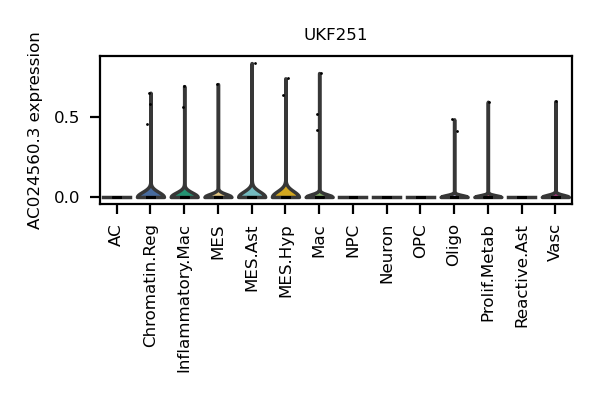 UKF251
AC024560.3 expression
0.5
0.0
AC
Chromatin.Reg
Inflammatory.Mac
MES
MES.Ast
MES.Hyp
Mac
NPC
Neuron
OPC
Oligo
Prolif.Metab
Reactive.Ast
Vasc